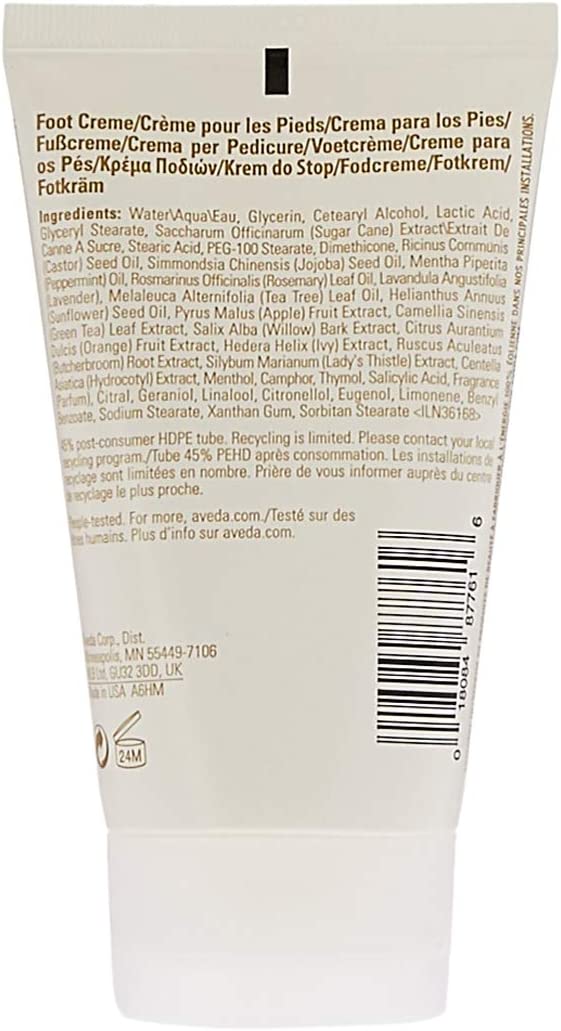 Foot Creme/Crème pour les Pieds/Crema para los Pies/
Fußcreme/Crema per Pedicure/Voetcrème/Creme para
os Pés/Κρέμα Ποδιών/Krem do Stop/Fodcreme/Fotkrem/
Fotkräm
Ingredients: Water\Aqua\Eau, Glycerin, Cetearyl Alcohol, Lactic Acid,
Glyceryl Stearate, Saccharum Officinarum (Sugar Cane) Extract\Extrait De
Canne A Sucre, Stearic Acid, PEG-100 Stearate, Dimethicone, Ricinus Communis
(Castor) Seed Oil, Simmondsia Chinensis (Jojoba) Seed Oil, Mentha Piperita
(Peppermint) Oil, Rosmarinus Officinalis (Rosemary) Leaf Oil, Lavandula Angustifolia
(Lavender), Melaleuca Alternifolia (Tea Tree) Leaf Oil, Helianthus Annuus
(Sunflower) Seed Oil, Pyrus Malus (Apple) Fruit Extract, Camellia Sinensis
(Green Tea) Leaf Extract, Salix Alba (Willow) Bark Extract, Citrus Aurantium
Dulcis (Orange) Fruit Extract, Hedera Helix (Ivy) Extract, Ruscus Aculeatus
(Butcherbroom) Root Extract, Silybum Marianum (Lady's Thistle) Extract, Centella
Asiatica (Hydrocotyl) Extract, Menthol, Camphor, Thymol, Salicylic Acid, Fragrance
(Parfum), Citral, Geraniol, Linalool, Citronellol, Eugenol, Limonene, Benzyl
Benzoate, Sodium Stearate, Xanthan Gum, Sorbitan Stearate <ILN36168>
45% post-consumer HDPE tube. Recycling is limited. Please contact your local
recycling program./Tube 45% PEHD après consommation. Les installations de
recyclage sont limitées en nombre. Prière de vous informer auprès du centre
de recyclage le plus proche.
People-tested. For more, aveda.com./Testé sur des
êtres humains. Plus d'info sur aveda.com.
Aveda Corp., Dist.
Minneapolis, MN 55449-7106
Ltd. GU32 3DD, UK
Made in USA A6HM
24M
0 18084 87761 6
DANS NOS PRINCIPALES INSTALLATIONS.